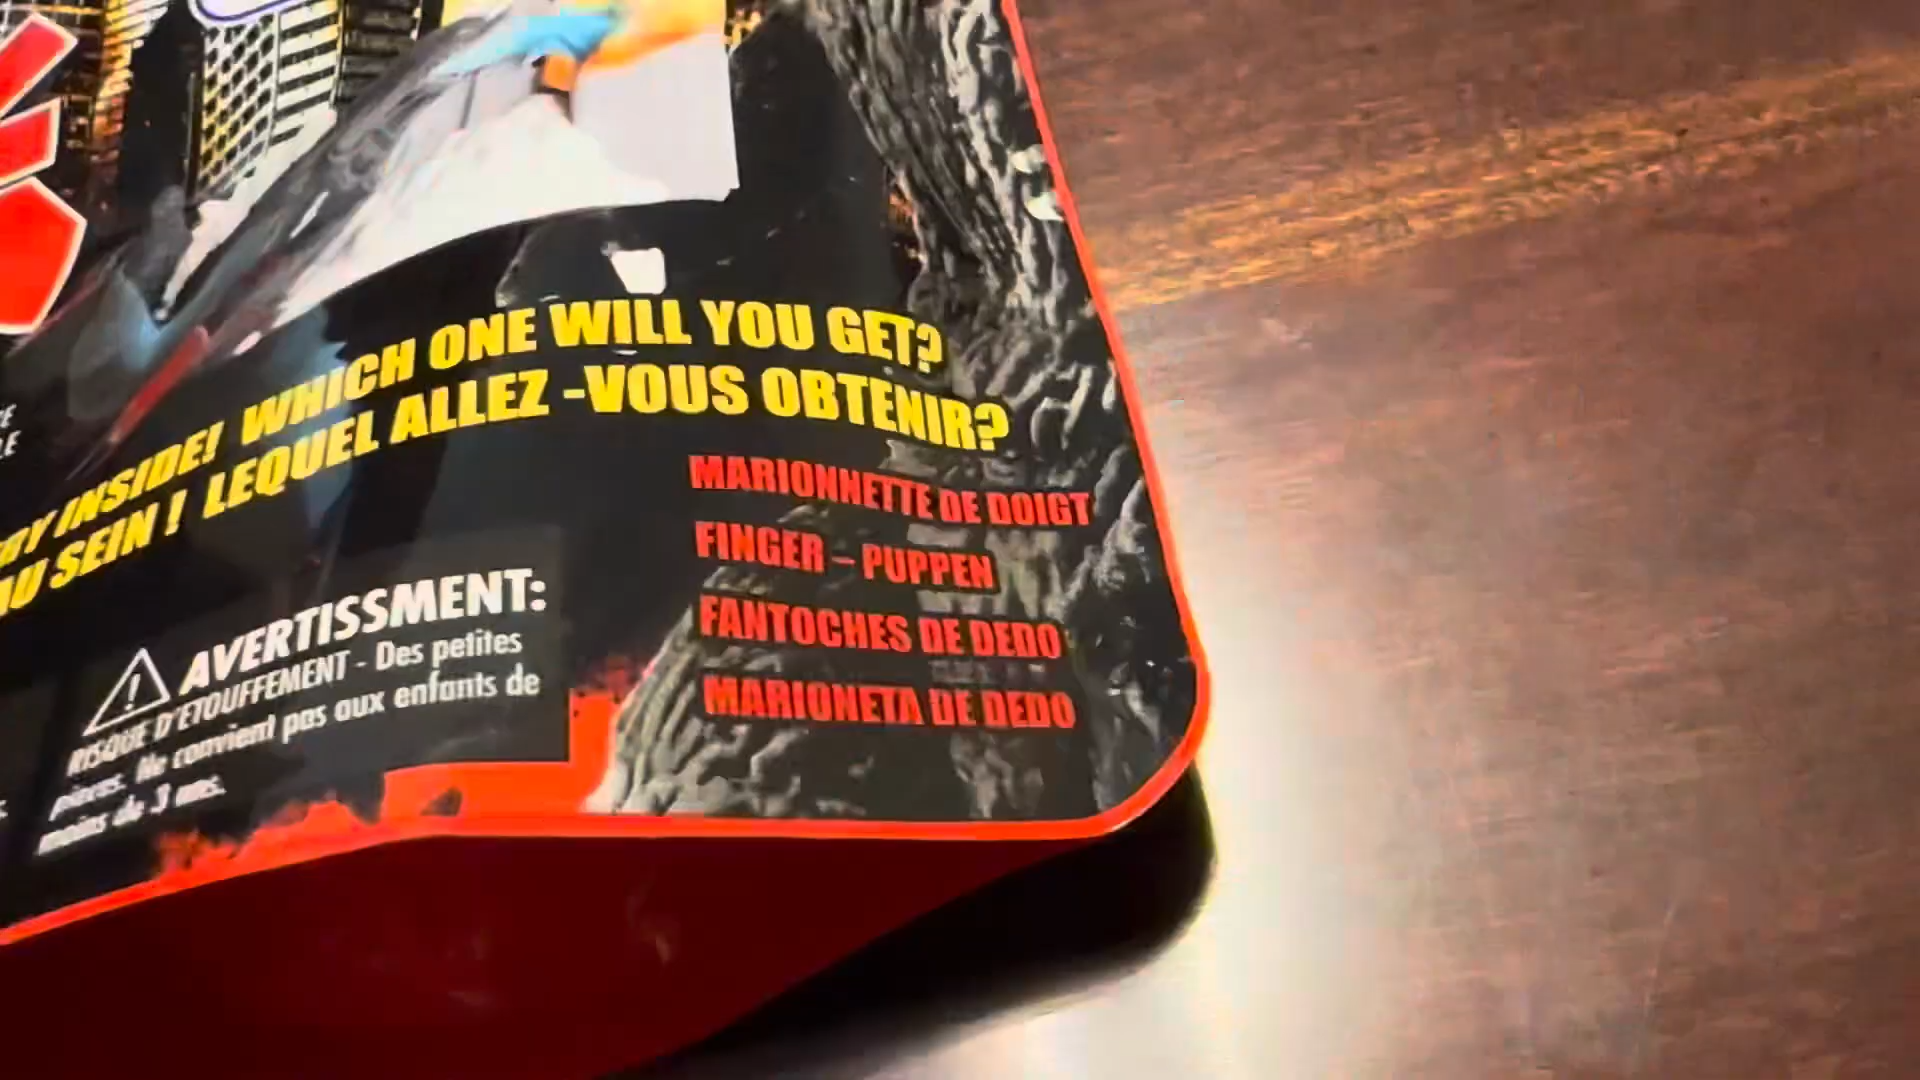 INSIDE! WHICH ONE WILL YOU GET?
AU SEIN ! LEQUEL ALLEZ -VOUS OBTENIR?
MARIONNETTE DE DOIGT
FINGER – PUPPEN
FANTOCHES DE DEDO
MARIONETA DE DEDO
AVERTISSMENT:
RISQUE D'ETOUFFEMENT - Des petites
pieces. Ne convient pas aux enfants de
moins de 3 ans.